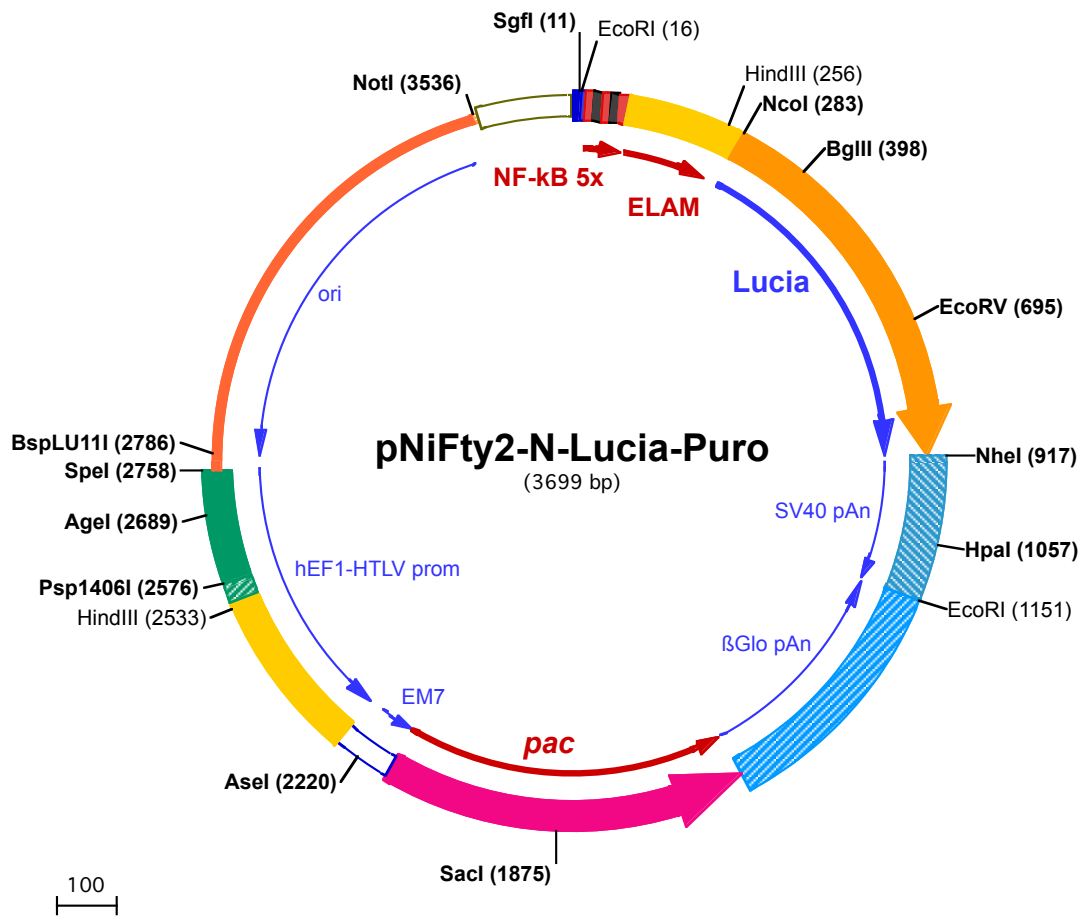 SgfI (11)
EcoRI (16)
NotI (3536)
HindIII (256)
NcoI (283)
BglII (398)
NF-kB 5x
ELAM
Lucia
ori
EcoRV (695)
BspLU11I (2786)
SpeI (2758)
pNiFty2-N-Lucia-Puro
(3699 bp)
NheI (917)
AgeI (2689)
SV40 pAn
HpaI (1057)
hEF1-HTLV prom
Psp1406I (2576)
HindIII (2533)
EcoRI (1151)
ßGlo pAn
EM7
pac
AseI (2220)
SacI (1875)
100